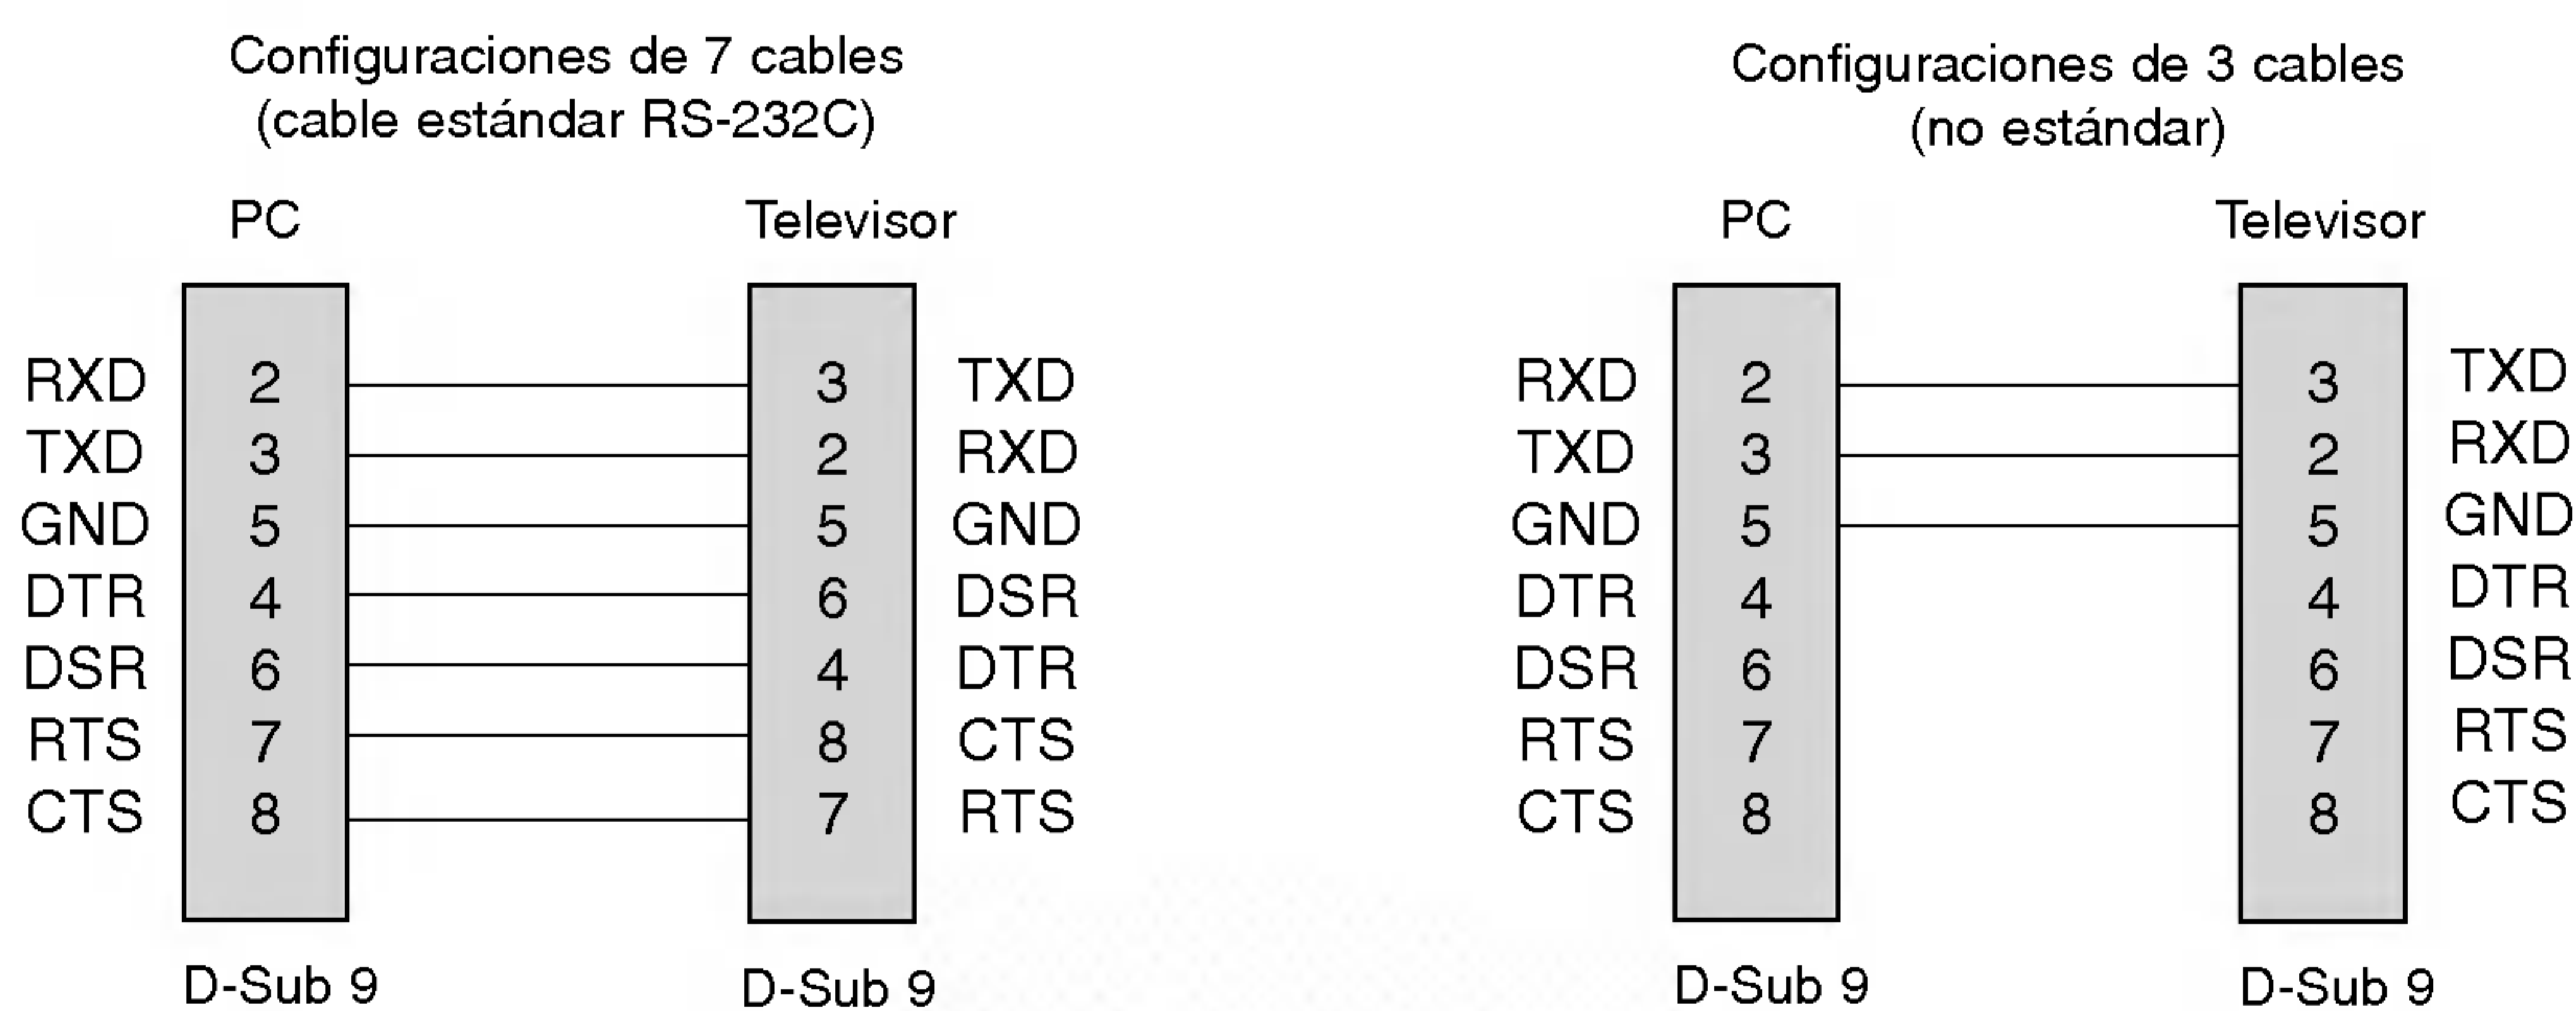 Configuraciones de 7 cables
(cable estándar RS-232C)
PC Televisor
RXD 2 3 TXD
TXD 3 2 RXD
GND 5 5 GND
DTR 4 6 DSR
DSR 6 4 DTR
RTS 7 8 CTS
CTS 8 7 RTS
D-Sub 9 D-Sub 9
Configuraciones de 3 cables
(no estándar)
PC Televisor
RXD 2 3 TXD
TXD 3 2 RXD
GND 5 5 GND
DTR 4 4 DTR
DSR 6 6 DSR
RTS 7 7 RTS
CTS 8 8 CTS
D-Sub 9 D-Sub 9